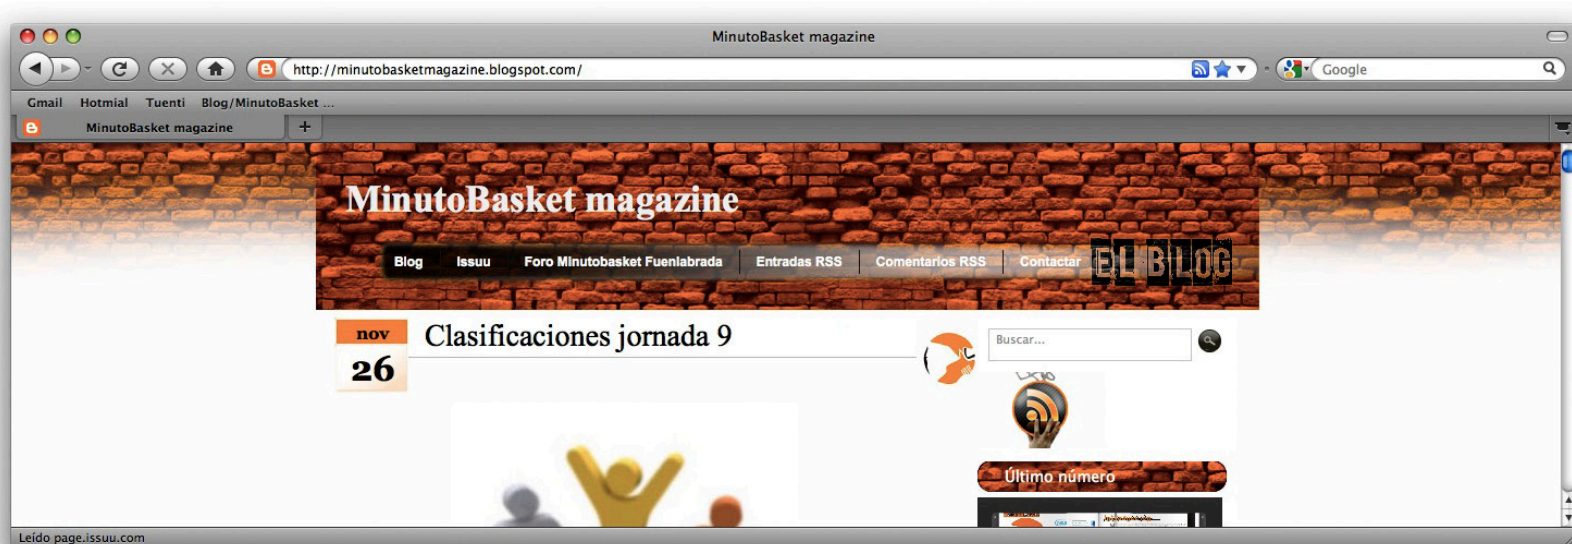 MinutoBasket magazine
http://minutobasketmagazine.blogspot.com/
Google
Gmail Hotmial Tuenti Blog/MinutoBasket ...
MinutoBasket magazine +
MinutoBasket magazine
Blog Issuu Foro Minutobasket Fuenlabrada Entradas RSS Comentarios RSS Contactar EL BLOG
nov
26
Clasificaciones jornada 9
Buscar...
Último número
Leído page.issuu.com